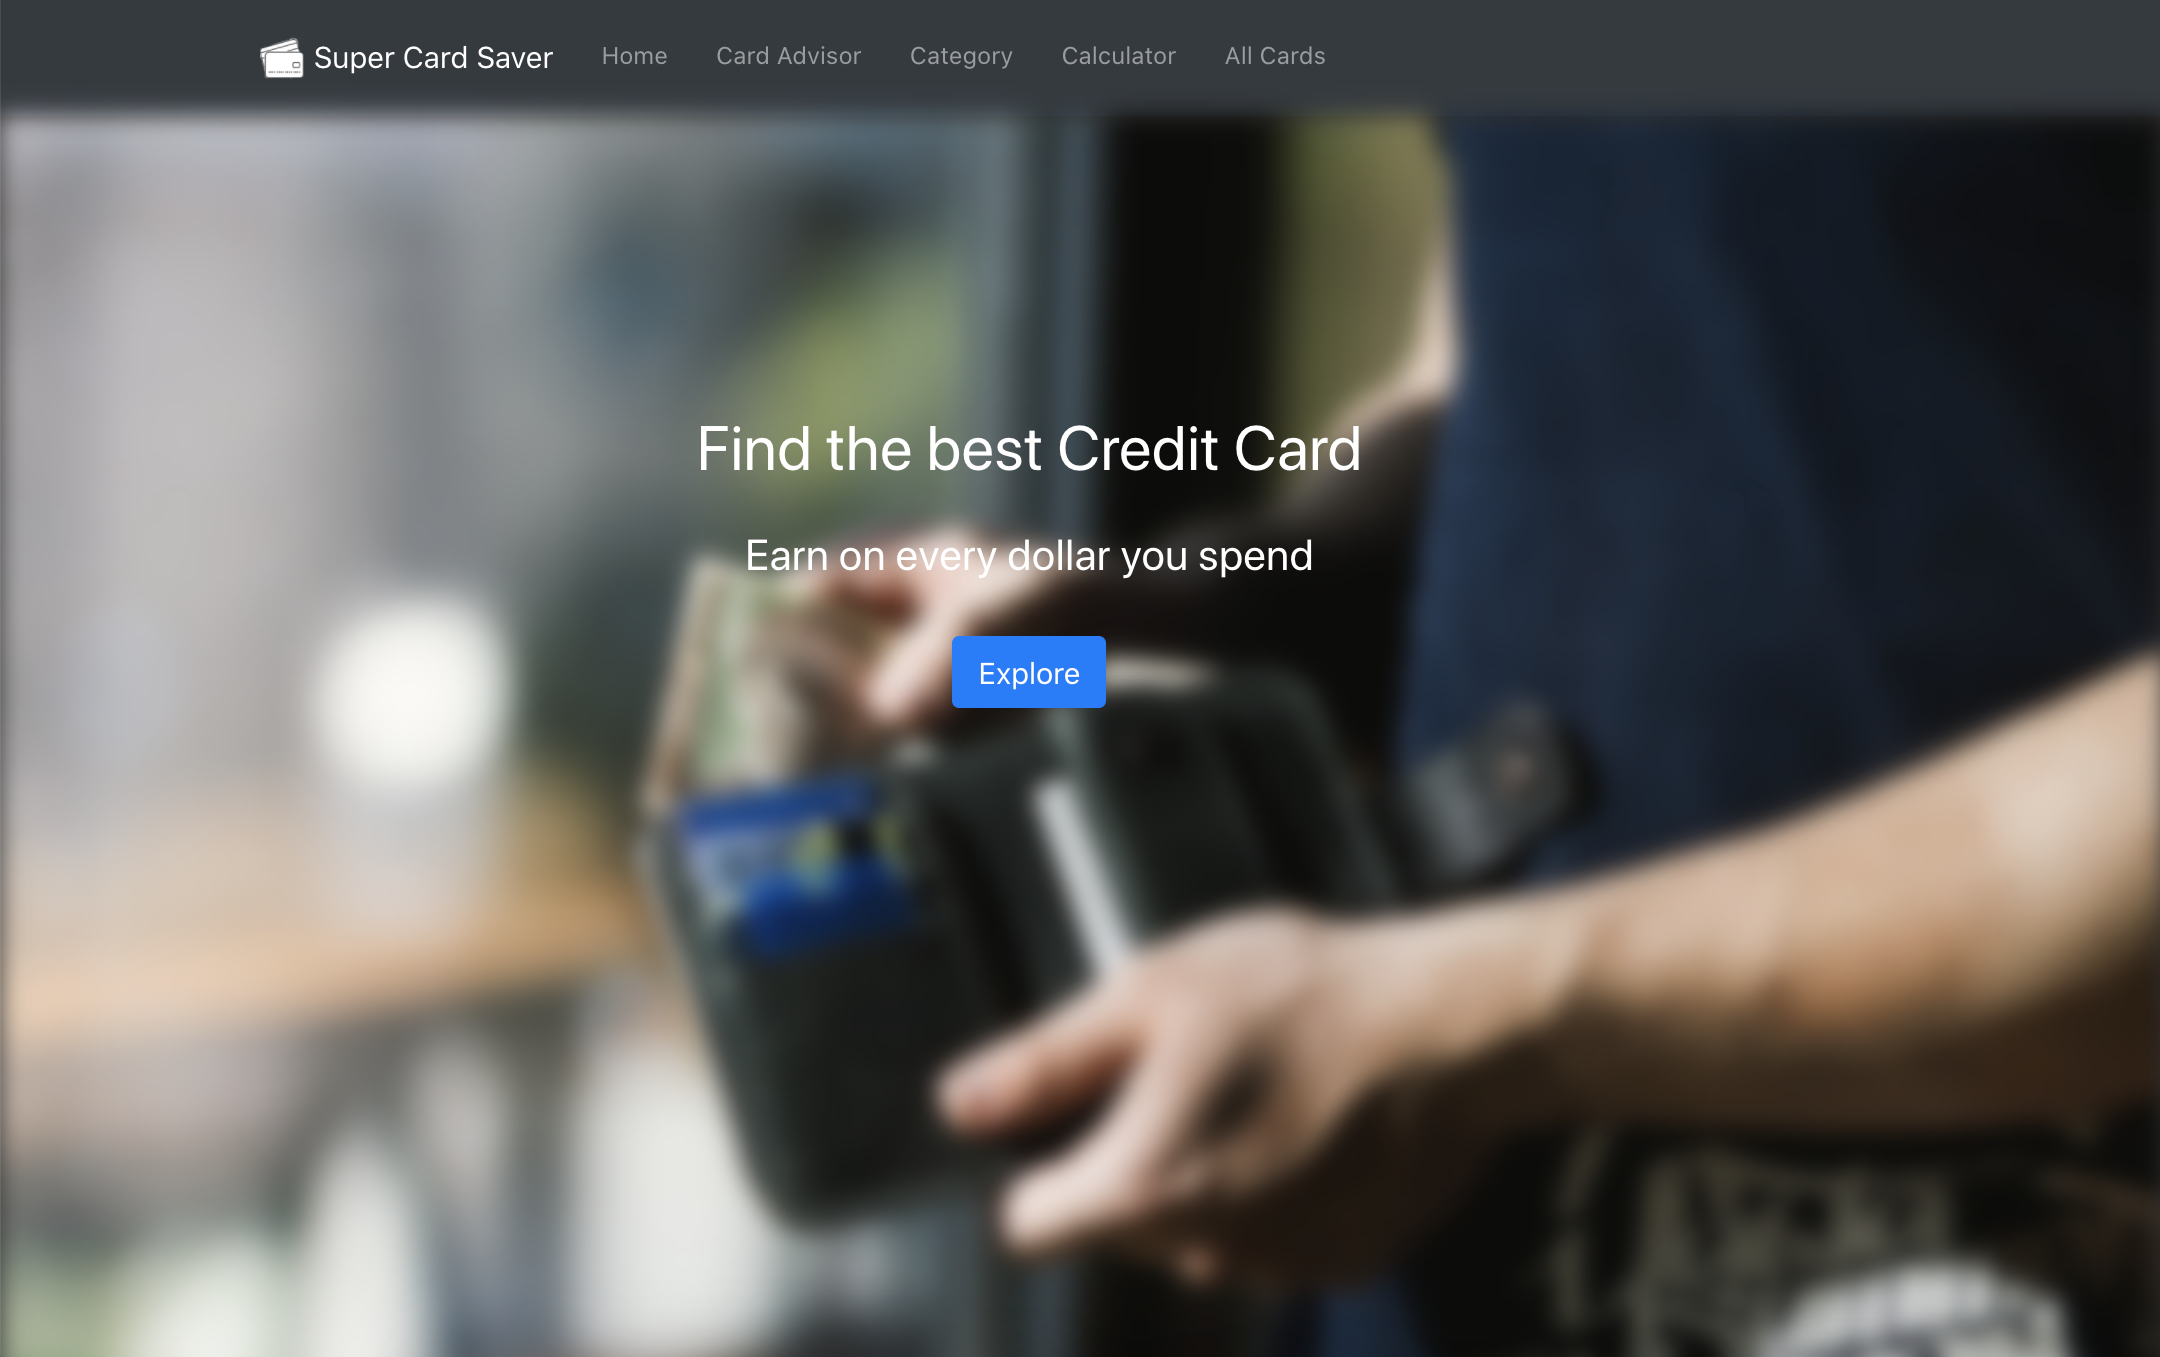 Super Card Saver Home Card Advisor Category Calculator All Cards
Find the best Credit Card
Earn on every dollar you spend
Explore